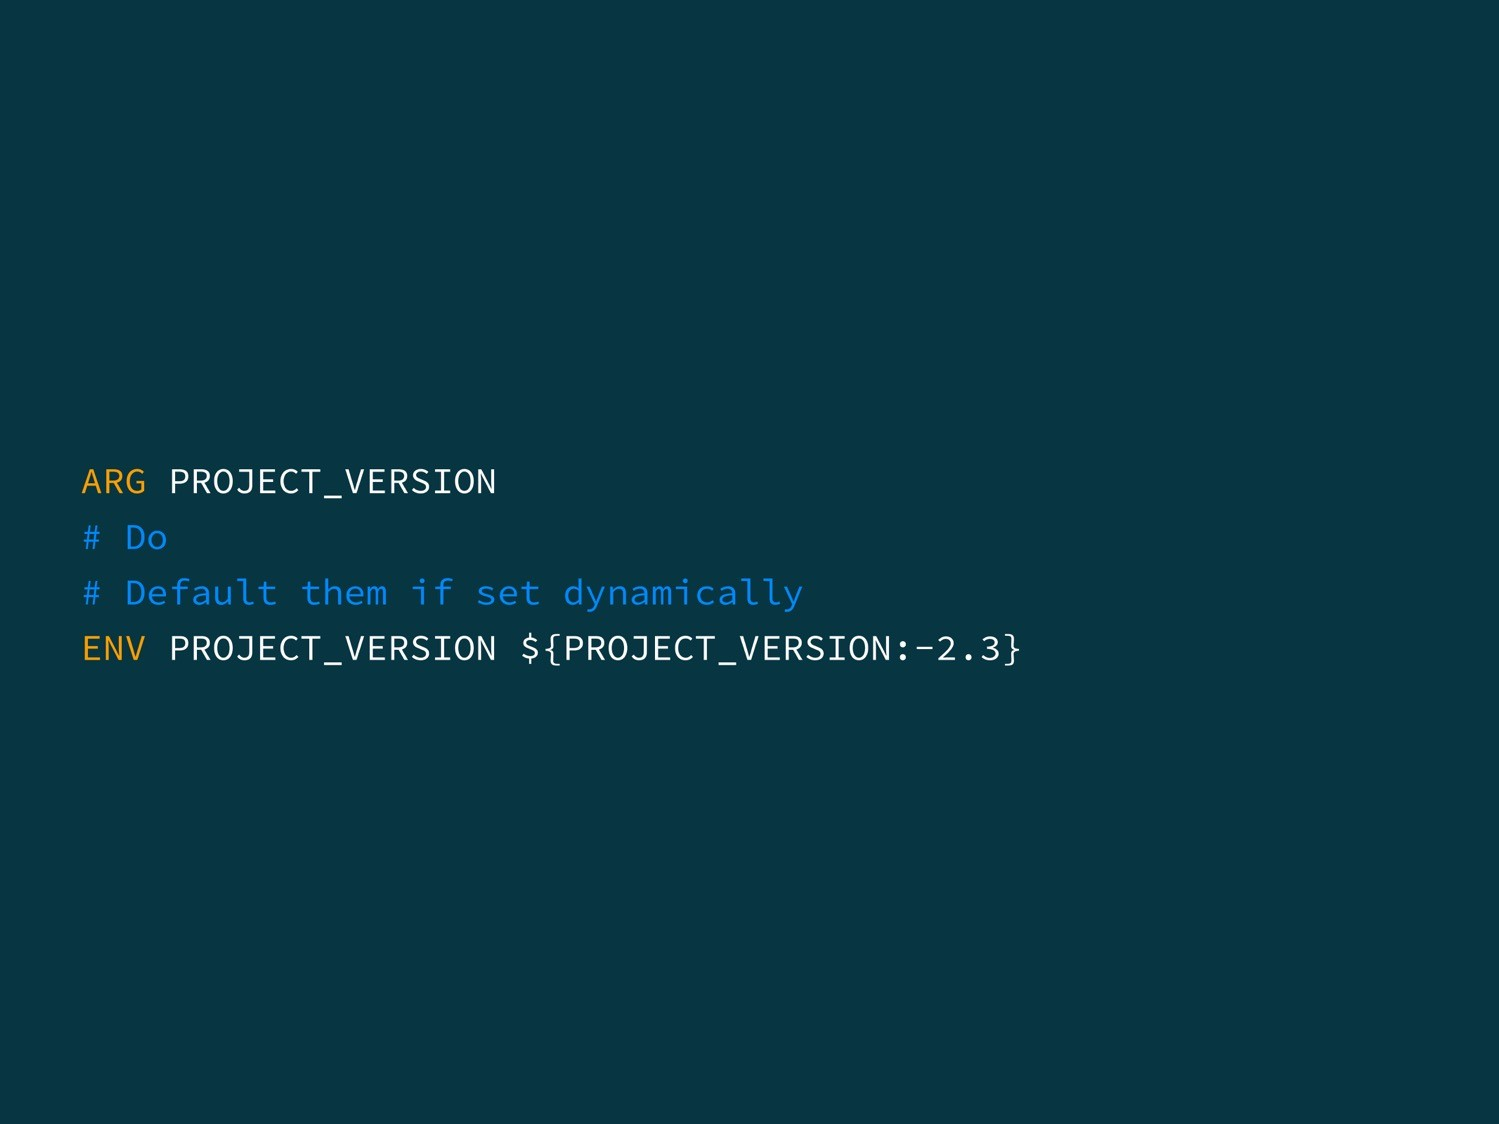 ARG PROJECT_VERSION
# Do
# Default them if set dynamically
ENV PROJECT_VERSION ${PROJECT_VERSION:-2.3}